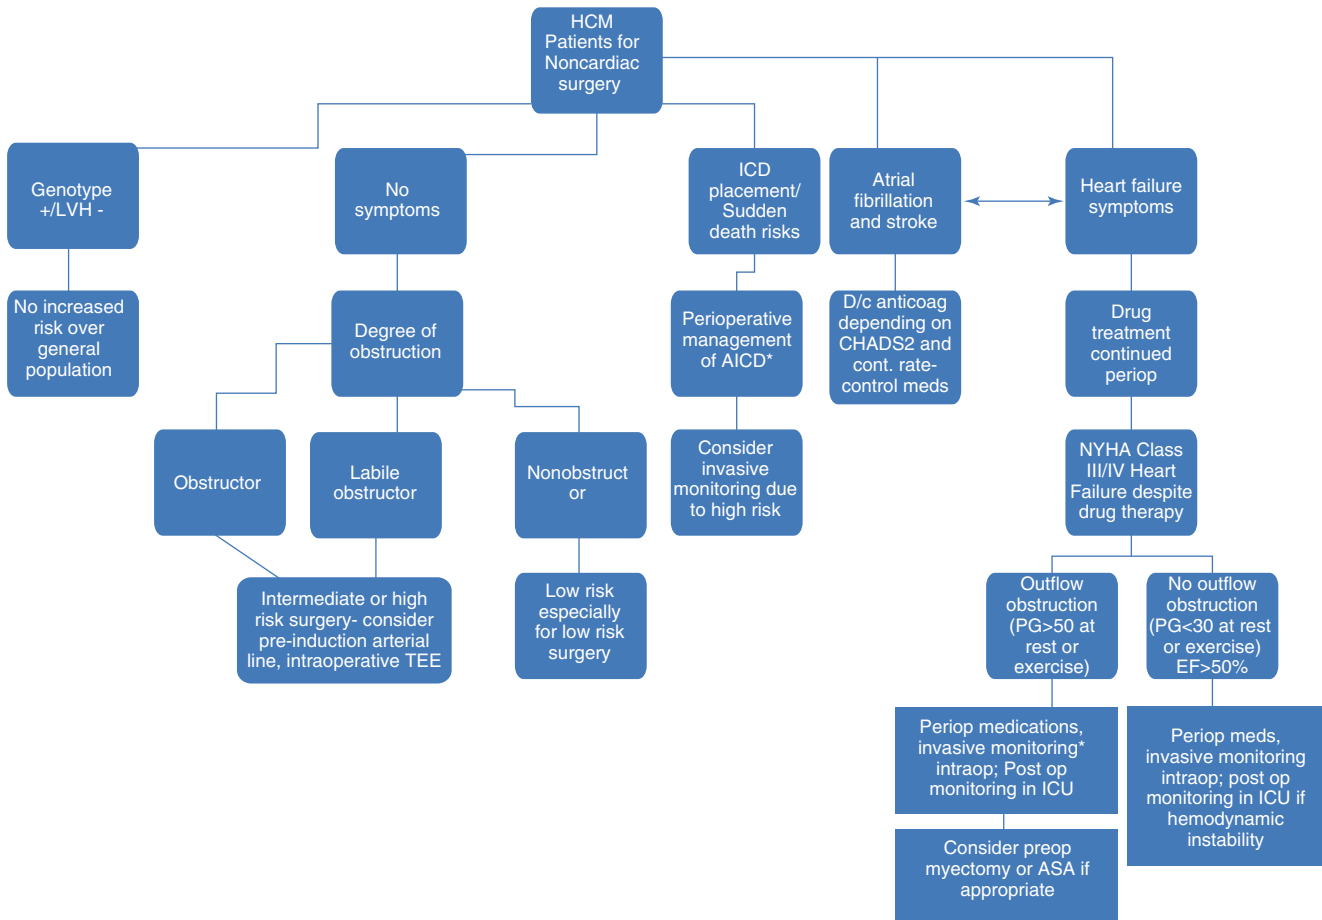 HCM
Patients for
Noncardiac
surgery
Genotype
+/LVH -
No
symptoms
ICD
placement/
Sudden
death risks
Atrial
fibrillation
and stroke
Heart failure
symptoms
No increased
risk over
general
population
Degree of
obstruction
Perioperative
management
of AICD*
D/c anticoag
depending on
CHADS2 and
cont. rate-
control meds
Drug
treatment
continued
periop
Obstructor
Labile
obstructor
Nonobstruct
or
Consider
invasive
monitoring due
to high risk
NYHA Class
III/IV Heart
Failure despite
drug therapy
Intermediate or high
risk surgery- consider
pre-induction arterial
line, intraoperative TEE
Low risk
especially
for low risk
surgery
Outflow
obstruction
(PG>50 at
rest or
exercise)
No outflow
obstruction
(PG<30 at rest
or exercise)
EF>50%
Periop medications,
invasive monitoring*
intraop; Post op
monitoring in ICU
Periop meds,
invasive monitoring
intraop; post op
monitoring in ICU if
hemodynamic
instability
Consider preop
myectomy or ASA if
appropriate